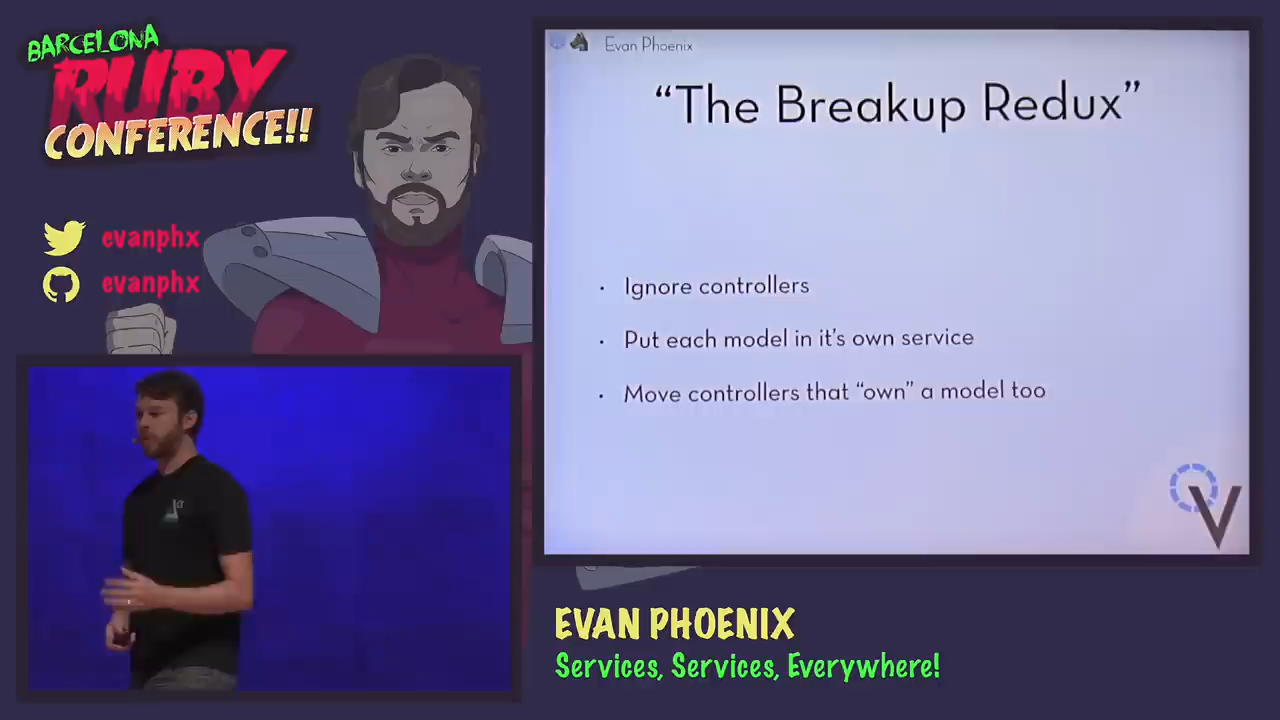 BARCELONA
RUBY
CONFERENCE!!
evanphx
evanphx
Evan Phoenix
“The Breakup Redux”
· Ignore controllers
· Put each model in it’s own service
· Move controllers that “own” a model too
V
EVAN PHOENIX
Services, Services, Everywhere!